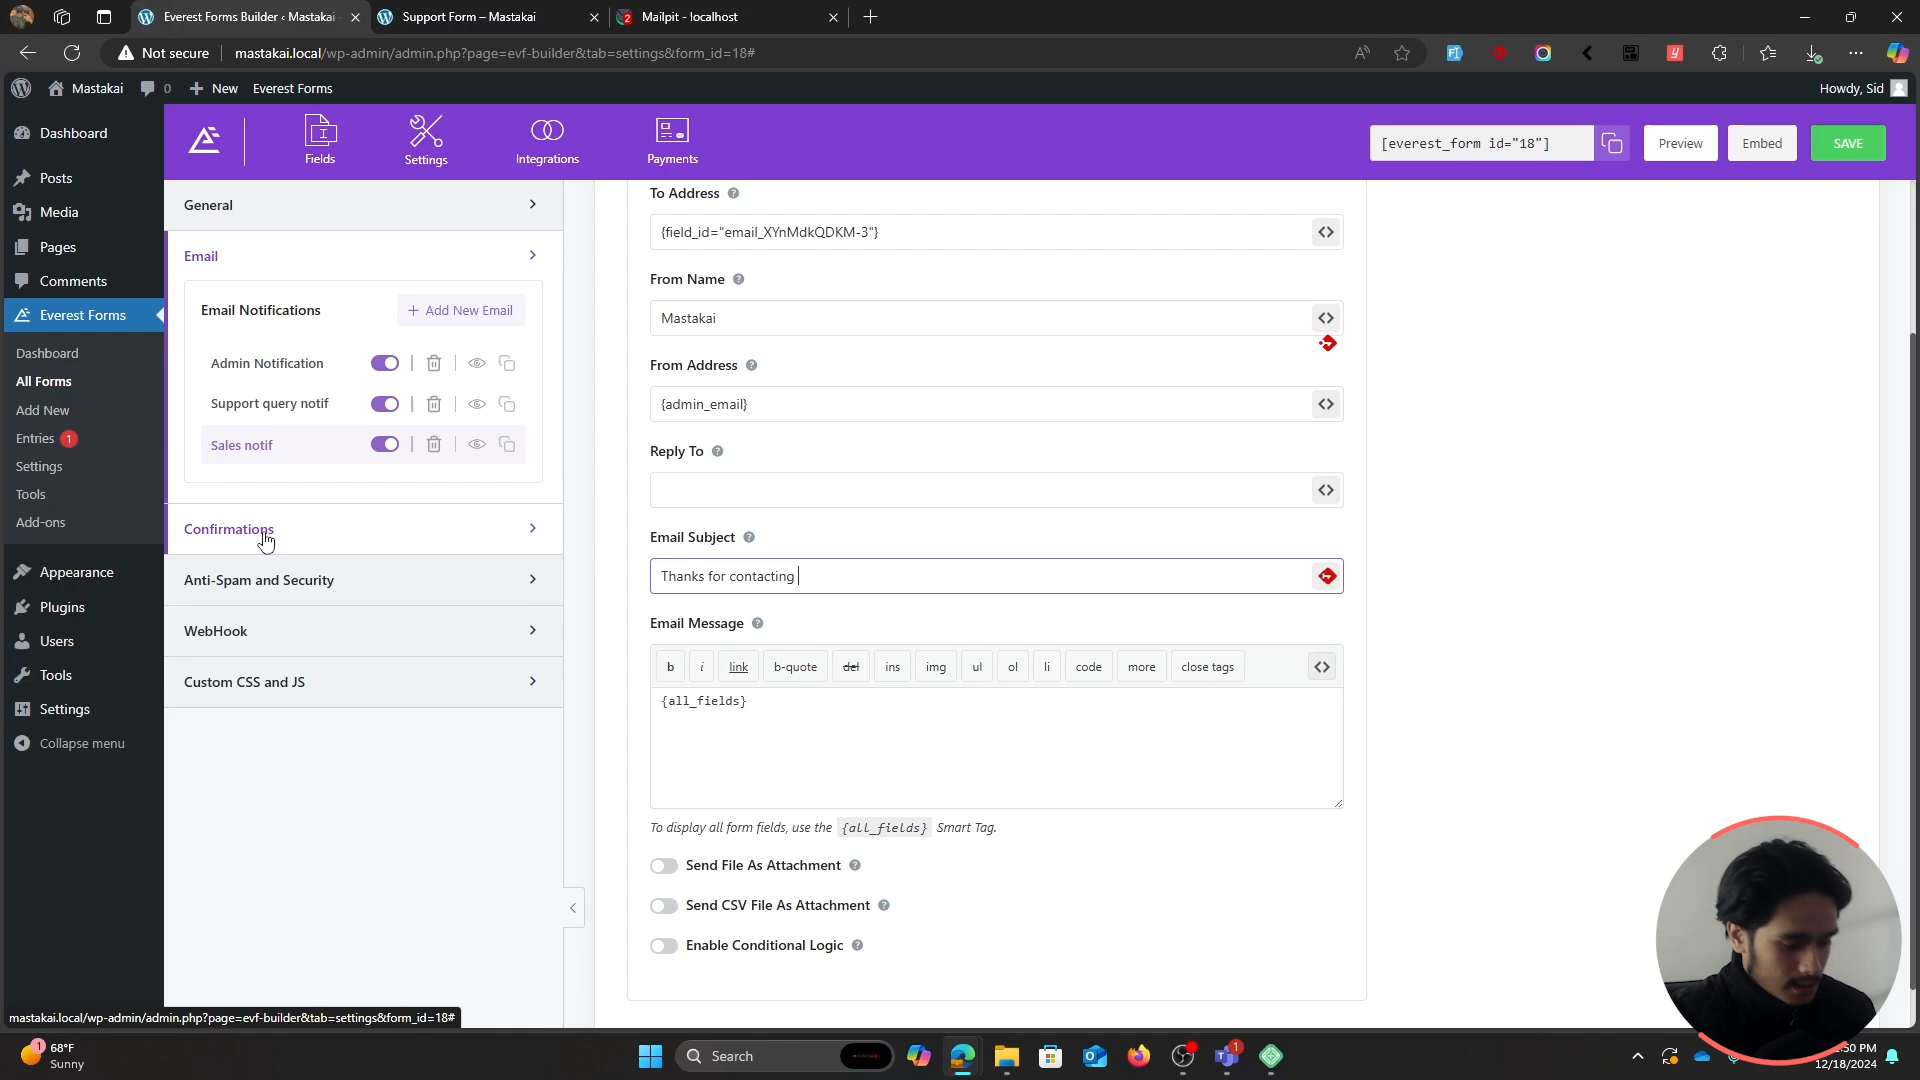 Everest Forms Builder ‹ Mastakai
Support Form – Mastakai
2
Mailpit - localhost
Not secure
mastakai.local/wp-admin/admin.php?page=evf-builder&tab=settings&form_id=18#
Mastakai
0
New
Everest Forms
Howdy, Sid
Dashboard
Posts
Media
Pages
Comments
Everest Forms
Dashboard
All Forms
Add New
Entries 1
Settings
Tools
Add-ons
Appearance
Plugins
Users
Tools
Settings
Collapse menu
Fields
Settings
Integrations
Payments
[everest_form id="18"]
Preview
Embed
SAVE
General
Email
Email Notifications
+ Add New Email
Admin Notification
Support query notif
Sales notif
Confirmations
Anti-Spam and Security
WebHook
Custom CSS and JS
To Address
{field_id="email_XYnMdkQDKM-3"}
From Name
Mastakai
From Address
{admin_email}
Reply To
Email Subject
Thanks for contacting
Email Message
b
i
link
b-quote
del
ins
img
ul
ol
li
code
more
close tags
{all_fields}
To display all form fields, use the {all_fields} Smart Tag.
Send File As Attachment
Send CSV File As Attachment
Enable Conditional Logic
mastakai.local/wp-admin/admin.php?page=evf-builder&tab=settings&form_id=18#
1
68°F
Sunny
Search
1
:50 PM
12/18/2024